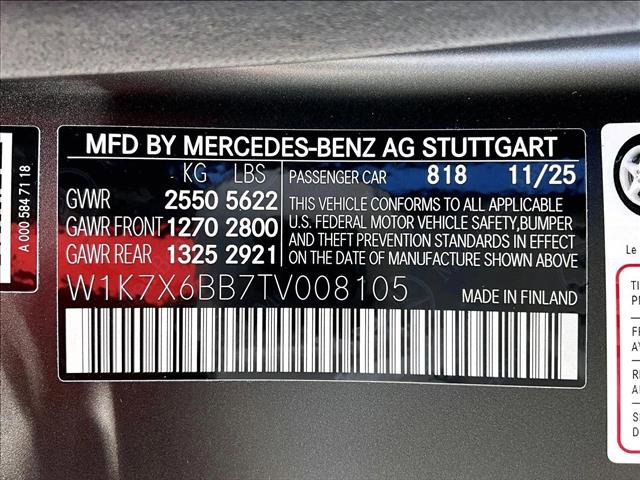 MFD BY MERCEDES-BENZ AG STUTTGART
KG LBS
GVWR 2550 5622
GAWR FRONT 1270 2800
GAWR REAR 1325 2921
PASSENGER CAR 818 11/25
THIS VEHICLE CONFORMS TO ALL APPLICABLE
U.S. FEDERAL MOTOR VEHICLE SAFETY,BUMPER
AND THEFT PREVENTION STANDARDS IN EFFECT
ON THE DATE OF MANUFACTURE SHOWN ABOVE.
W1K7X6BB7TV008105
MADE IN FINLAND
A 000 584 71 18
Le